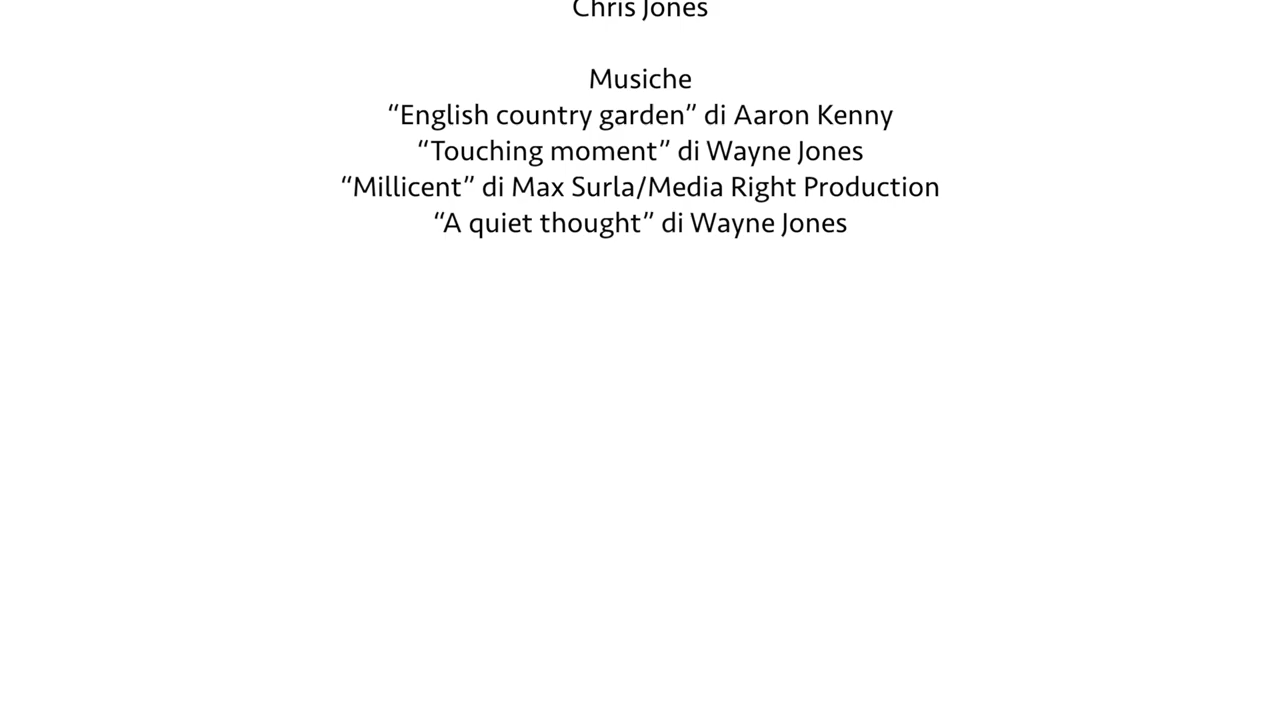 Chris Jones
Musiche
“English country garden” di Aaron Kenny
“Touching moment” di Wayne Jones
“Millicent” di Max Surla/Media Right Production
“A quiet thought” di Wayne Jones